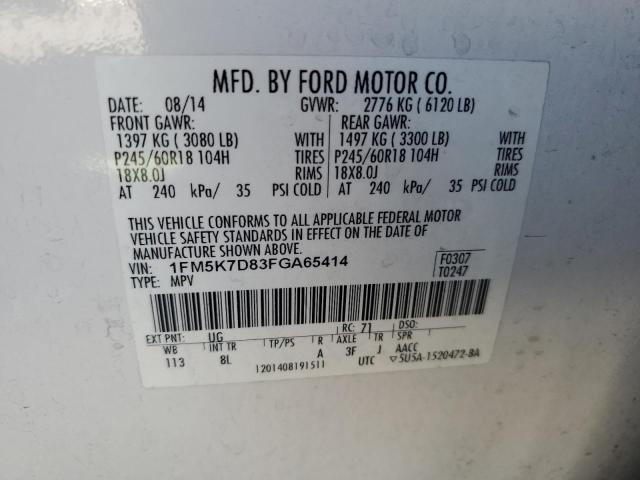 MFD. BY FORD MOTOR CO.
DATE: 08/14 GVWR: 2776 KG ( 6120 LB)
FRONT GAWR: REAR GAWR:
1397 KG ( 3080 LB) WITH 1497 KG ( 3300 LB) WITH
P245/60R18 104H TIRES P245/60R18 104H TIRES
18X8.0J RIMS 18X8.0J RIMS
AT 240 kPa/ 35 PSI COLD AT 240 kPa/ 35 PSI COLD
THIS VEHICLE CONFORMS TO ALL APPLICABLE FEDERAL MOTOR
VEHICLE SAFETY STANDARDS IN EFFECT ON THE DATE OF
MANUFACTURE SHOWN ABOVE.
VIN: 1FM5K7D83FGA65414 F0307
TYPE: MPV T0247
EXT PNT: UG RC: 71 DSO:
WB INT TR TP/PS R AXLE TR SPR
113 8L A 3F J AACC
1201408191511 UTC ▽5U5A-1520472-BA